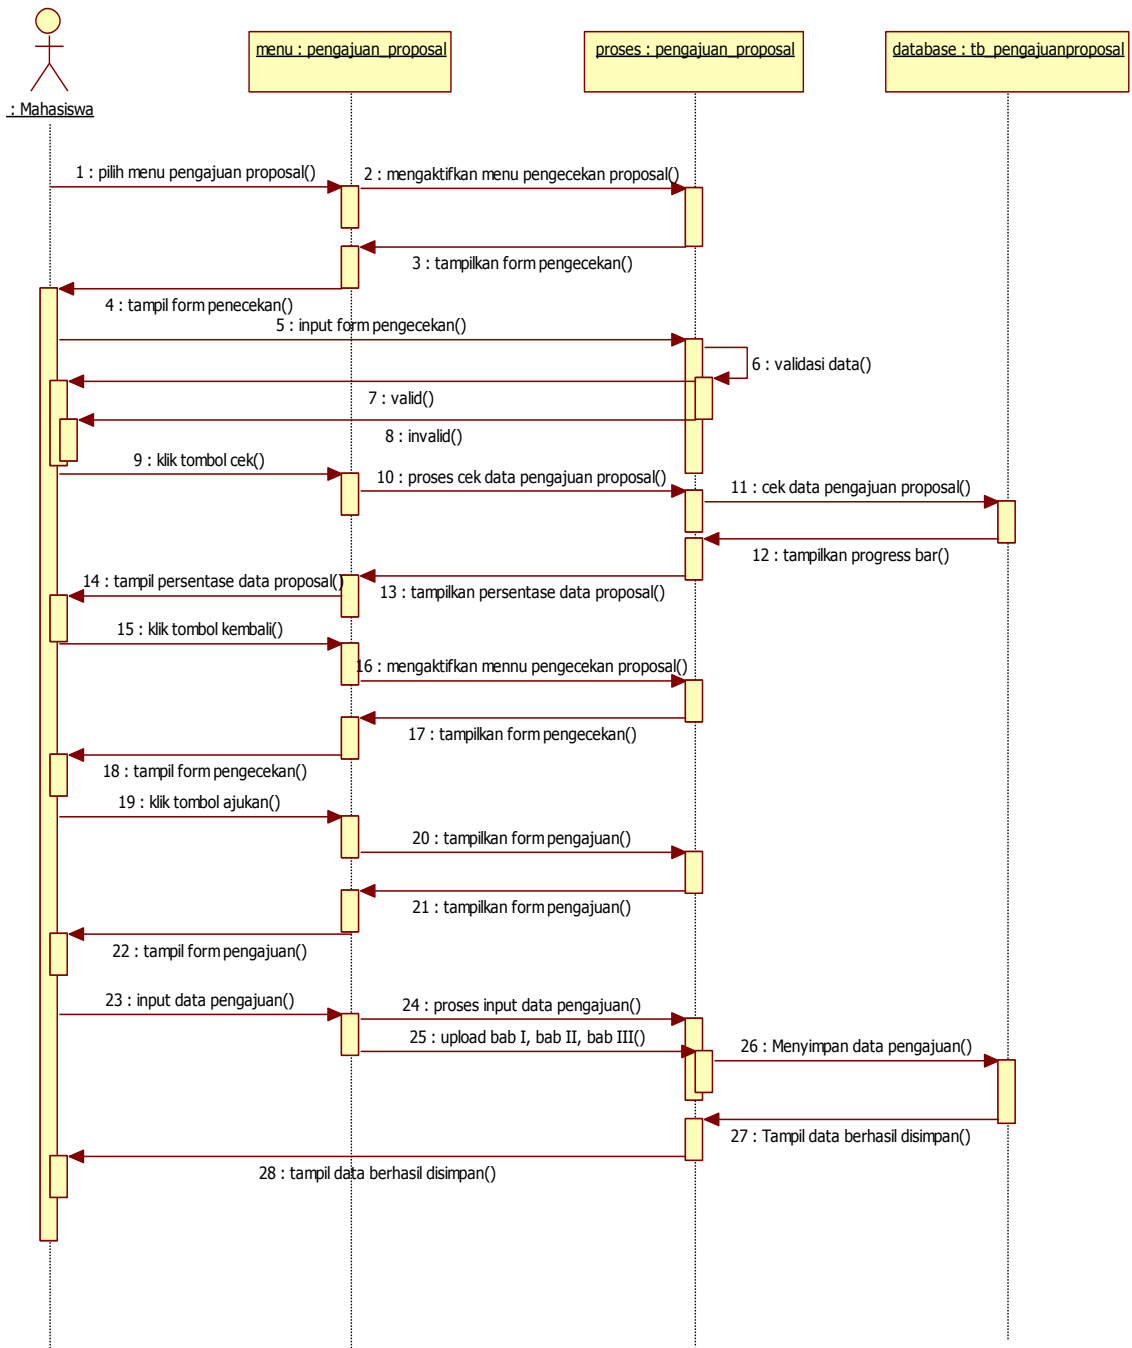 menu : pengajuan_proposal
proses : pengajuan_proposal
database : tb_pengajuanproposal
: Mahasiswa
1 : pilih menu pengajuan proposal()
2 : mengaktifkan menu pengecekan proposal()
3 : tampilkan form pengecekan()
4 : tampil form penecekan()
5 : input form pengecekan()
6 : validasi data()
7 : valid()
8 : invalid()
9 : klik tombol cek()
10 : proses cek data pengajuan proposal()
11 : cek data pengajuan proposal()
12 : tampilkan progress bar()
13 : tampilkan persentase data proposal()
14 : tampil persentase data proposal()
15 : klik tombol kembali()
16 : mengaktifkan mennu pengecekan proposal()
17 : tampilkan form pengecekan()
18 : tampil form pengecekan()
19 : klik tombol ajukan()
20 : tampilkan form pengajuan()
21 : tampilkan form pengajuan()
22 : tampil form pengajuan()
23 : input data pengajuan()
24 : proses input data pengajuan()
25 : upload bab I, bab II, bab III()
26 : Menyimpan data pengajuan()
27 : Tampil data berhasil disimpan()
28 : tampil data berhasil disimpan()